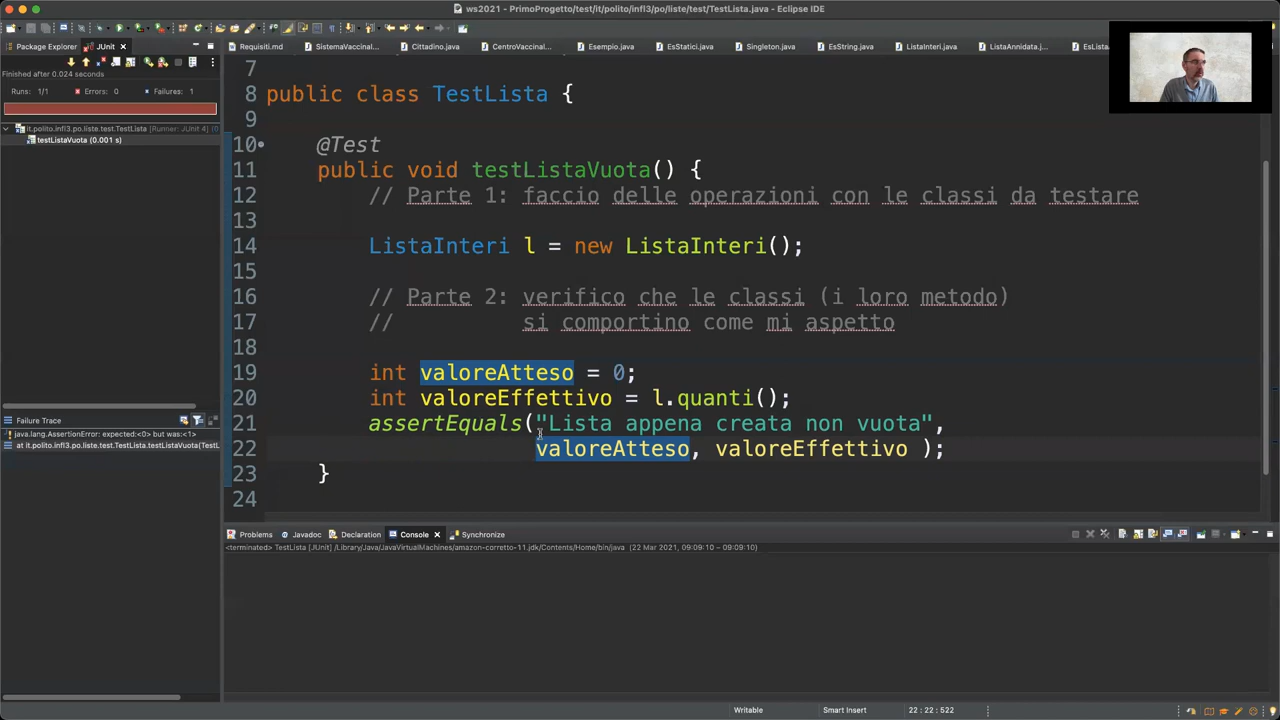 ws2021 - PrimoProgetto/test/it/polito/infl3/po/liste/test/TestLista.java - Eclipse IDE
Package Explorer
JUnit
Requisiti.md
SistemaVaccinal...
Cittadino.java
CentroVaccinal...
Esempio.java
EsStatici.java
Singleton.java
EsString.java
ListaInteri.java
ListaAnnidata.j...
EsLista
Finished after 0.024 seconds
Runs: 1/1
Errors: 0
Failures: 1
it.polito.infl3.po.liste.test.TestLista [Runner: JUnit 4] (0
testListaVuota (0.001 s)
7
8 public class TestLista {
9
10 @Test
11 public void testListaVuota() {
12 // Parte 1: faccio delle operazioni con le classi da testare
13
14 ListaInteri l = new ListaInteri();
15
16 // Parte 2: verifico che le classi (i loro metodo)
17 // si comportino come mi aspetto
18
19 int valoreAtteso = 0;
20 int valoreEffettivo = l.quanti();
21 assertEquals("Lista appena creata non vuota",
22 valoreAtteso, valoreEffettivo );
23 }
24
Failure Trace
java.lang.AssertionError: expected:<0> but was:<1>
at it.polito.infl3.po.liste.test.TestLista.testListaVuota(TestL
Problems
Javadoc
Declaration
Console
Synchronize
<terminated> TestLista [JUnit] /Library/Java/JavaVirtualMachines/amazon-corretto-11.jdk/Contents/Home/bin/java (22 Mar 2021, 09:09:10 – 09:09:10)
Writable
Smart Insert
22 : 22 : 522